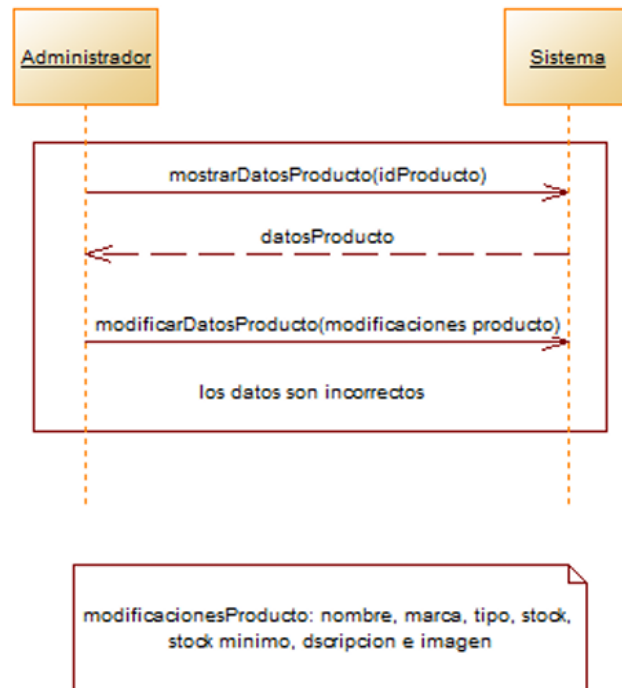 Administrador
Sistema
mostrarDatosProducto(idProducto)
datosProducto
modificarDatosProducto(modificaciones producto)
los datos son incorrectos
modificacionesProducto: nombre, marca, tipo, stock,
stock minimo, dscripcion e imagen